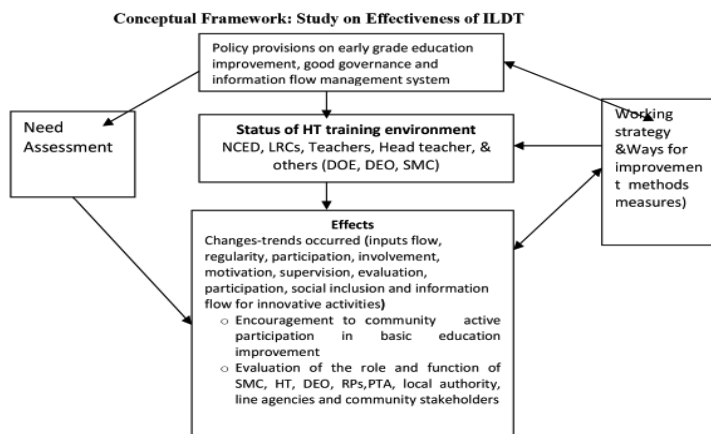 Conceptual Framework: Study on Effectiveness of ILDT
Policy provisions on early grade education
improvement, good governance and
information flow management system
Need
Assessment
Status of HT training environment
NCED, LRCs, Teachers, Head teacher, &
others (DOE, DEO, SMC)
Working
strategy
&Ways for
improvemen
t methods
measures)
Effects
Changes-trends occurred (inputs flow,
regularity, participation, involvement,
motivation, supervision, evaluation,
participation, social inclusion and information
flow for innovative activities)
o Encouragement to community active
participation in basic education
improvement
o Evaluation of the role and function of
SMC, HT, DEO, RPs,PTA, local authority,
line agencies and community stakeholders